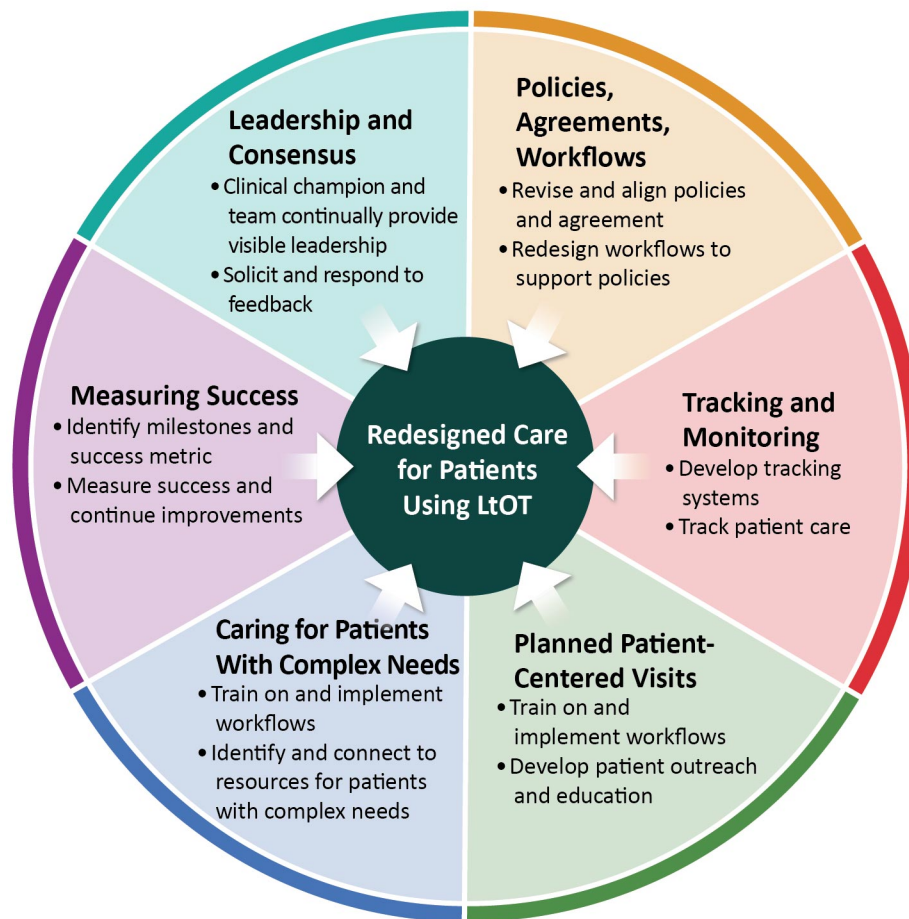 Leadership and
Consensus
• Clinical champion and
team continually provide
visible leadership
• Solicit and respond to
feedback
Policies,
Agreements,
Workflows
• Revise and align policies
and agreement
• Redesign workflows to
support policies
Tracking and
Monitoring
• Develop tracking
systems
• Track patient care
Planned Patient-
Centered Visits
• Train on and
implement workflows
• Develop patient outreach
and education
Caring for Patients
With Complex Needs
• Train on and implement
workflows
• Identify and connect to
resources for patients
with complex needs
Measuring Success
• Identify milestones and
success metric
• Measure success and
continue improvements
Redesigned Care
for Patients
Using LtOT